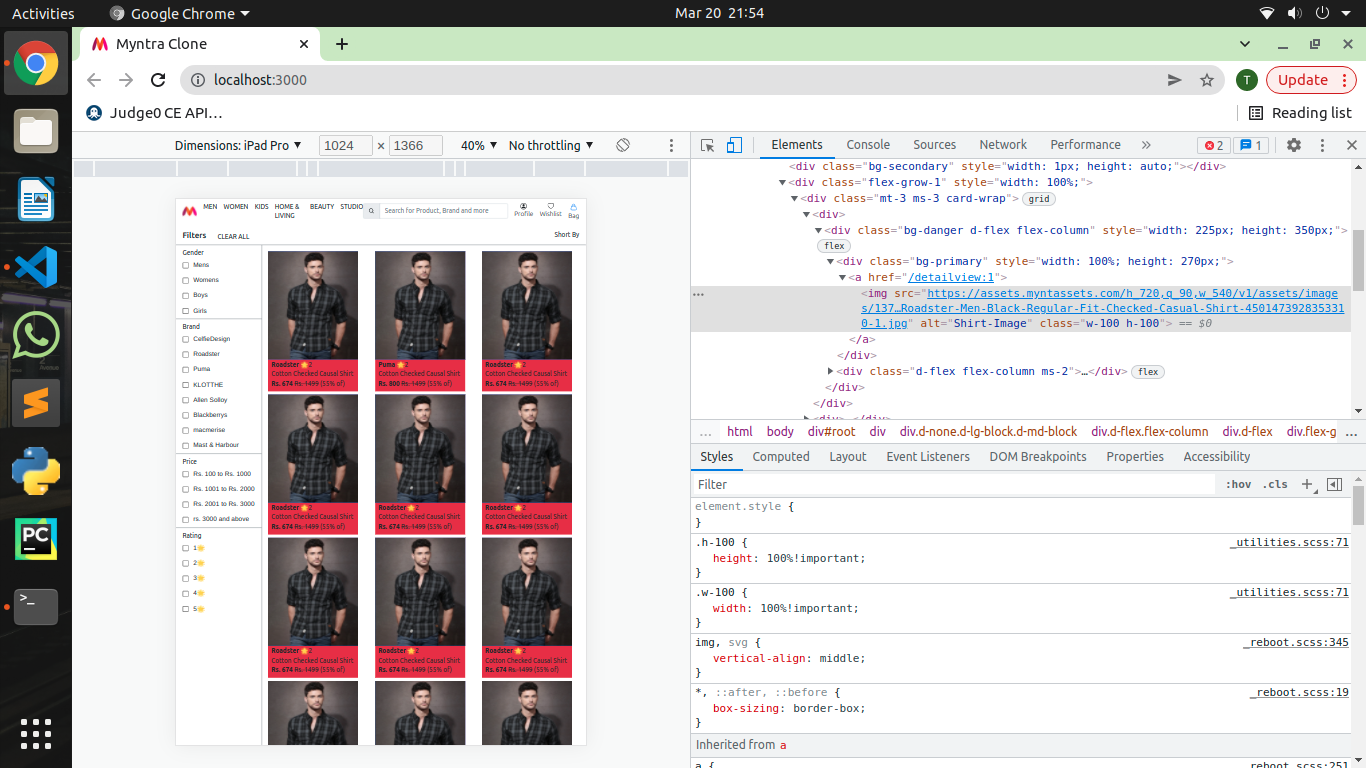 Activities
Google Chrome
Mar 20 21:54
Myntra Clone
localhost:3000
T
Update
Judge0 CE API…
Reading list
Dimensions: iPad Pro
1024 × 1366
40%
No throttling
Elements
Console
Sources
Network
Performance
»
2
1
MEN
WOMEN
KIDS
HOME & LIVING
BEAUTY
STUDIO
Search for Product, Brand and more
Profile
Wishlist
Bag
Filters
CLEAR ALL
Short By
Gender
Mens
Womens
Boys
Girls
Brand
CelfieDesign
Roadster
Puma
KLOTTHE
Allen Solloy
Blackberrys
macmerise
Mast & Harbour
Price
Rs. 100 to Rs. 1000
Rs. 1001 to Rs. 2000
Rs. 2001 to Rs. 3000
rs. 3000 and above
Rating
1⭐
2⭐
3⭐
4⭐
5⭐
Roadster ⭐2
Cotton Checked Causal Shirt
Rs. 674 Rs. 1499 (55% of)
Puma ⭐2
Cotton Checked Causal Shirt
Rs. 800 Rs. 1499 (55% of)
Roadster ⭐2
Cotton Checked Causal Shirt
Rs. 674 Rs. 1499 (55% of)
Roadster ⭐2
Cotton Checked Causal Shirt
Rs. 674 Rs. 1499 (55% of)
Roadster⭐2
Cotton Checked Causal Shirt
Rs. 674 Rs. 1499 (55% of)
Roadster ⭐2
Cotton Checked Causal Shirt
Rs. 674 Rs. 1499 (55% of)
Roadster ⭐2
Cotton Checked Causal Shirt
Rs. 674 Rs. 1499 (55% of)
Roadster⭐2
Cotton Checked Causal Shirt
Rs. 674 Rs. 1499 (55% of)
Roadster ⭐2
Cotton Checked Causal Shirt
Rs. 674 Rs. 1499 (55% of)
<div class="bg-secondary" style="width: 1px; height: auto;"></div>
<div class="flex-grow-1" style="width: 100%;">
<div class="mt-3 ms-3 card-wrap"> grid
<div>
<div class="bg-danger d-flex flex-column" style="width: 225px; height: 350px;">
flex
<div class="bg-primary" style="width: 100%; height: 270px;">
<a href="/detailview:1">
<img src="https://assets.myntassets.com/h_720,q_90,w_540/v1/assets/image
s/137…Roadster-Men-Black-Regular-Fit-Checked-Casual-Shirt-450147392835331
0-1.jpg" alt="Shirt-Image" class="w-100 h-100"> == $0
</a>
</div>
<div class="d-flex flex-column ms-2">…</div> flex
</div>
</div>
<div>…</div>
… html body div#root div div.d-none.d-lg-block.d-md-block div.d-flex.flex-column div.d-flex div.flex-g …
Styles
Computed
Layout
Event Listeners
DOM Breakpoints
Properties
Accessibility
Filter
:hov .cls
element.style {
}
.h-100 { _utilities.scss:71
height: 100%!important;
}
.w-100 { _utilities.scss:71
width: 100%!important;
}
img, svg { _reboot.scss:345
vertical-align: middle;
}
*, ::after, ::before { _reboot.scss:19
box-sizing: border-box;
}
Inherited from a
a { _reboot.scss:251
PC
>_